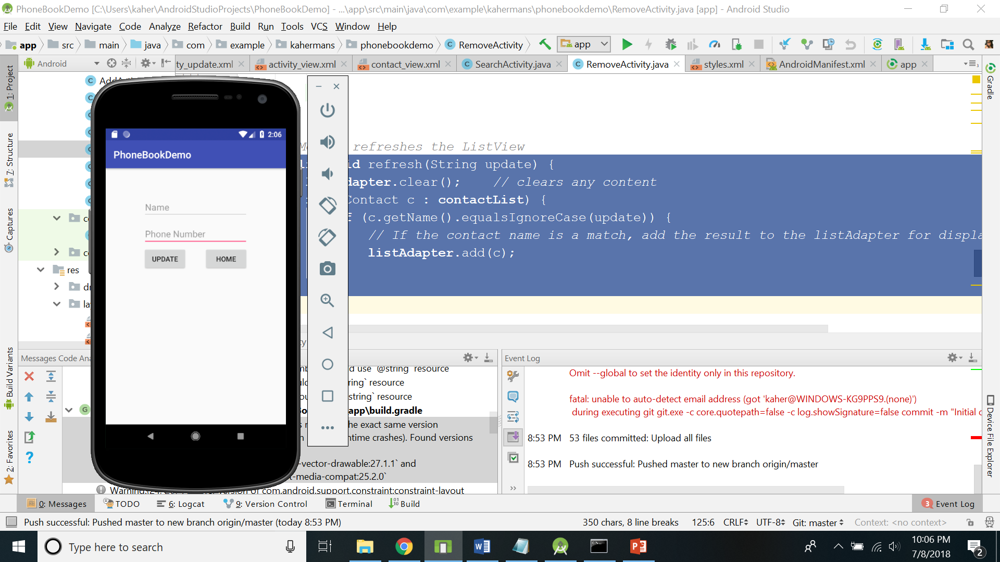 PhoneBookDemo [C:\Users\kaher\AndroidStudioProjects\PhoneBookDemo] - ...\app\src\main\java\com\example\kahermans\phonebookdemo\RemoveActivity.java [app] - Android Studio
File Edit View Navigate Code Analyze Refactor Build Run Tools VCS Window Help
app src main java com example kahermans phonebookdemo RemoveActivity app
Android
ty_update.xml activity_view.xml contact_view.xml SearchActivity.java RemoveActivity.java styles.xml AndroidManifest.xml app
1: Project
7: Structure
Captures
Build Variants
2: Favorites
Gradle
Device File Explorer
res
2:06
PhoneBookDemo
Name
Phone Number
UPDATE HOME
refreshes the ListView
refresh(String update) {
dapter.clear(); // clears any content
Contact c : contactList) {
(c.getName().equalsIgnoreCase(update)) {
// If the contact name is a match, add the result to the listAdapter for displa
listAdapter.add(c);
Messages Code Ana
d use `@string` resource
ring` resource
string` resource
app\build.gradle
he exact same version
ntime crashes). Found versions
-vector-drawable:27.1.1` and
t-media-compat:25.2.0`
of com.android.support.constraint:constraint-layout
Event Log
Omit --global to set the identity only in this repository.
fatal: unable to auto-detect email address (got 'kaher@WINDOWS-KG9PPS9.(none)')
during executing git git.exe -c core.quotepath=false -c log.showSignature=false commit -m "Initial c
8:53 PM 53 files committed: Upload all files
8:53 PM Push successful: Pushed master to new branch origin/master
0: Messages TODO 6: Logcat 9: Version Control Terminal Build 3 Event Log
Push successful: Pushed master to new branch origin/master (today 8:53 PM) 350 chars, 8 line breaks 125:6 CRLF UTF-8 Git: master Context: <no context>
Type here to search
10:06 PM
7/8/2018
2